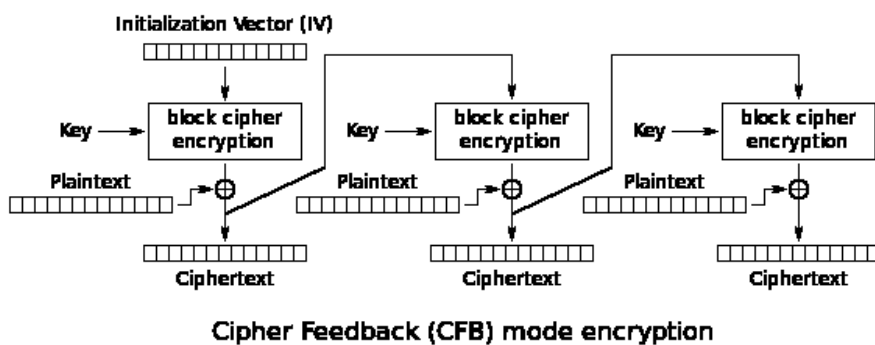 Initialization Vector (IV)
Key
block cipher
encryption
Key
block cipher
encryption
Key
block cipher
encryption
Plaintext
Plaintext
Plaintext
Ciphertext
Ciphertext
Ciphertext
Cipher Feedback (CFB) mode encryption